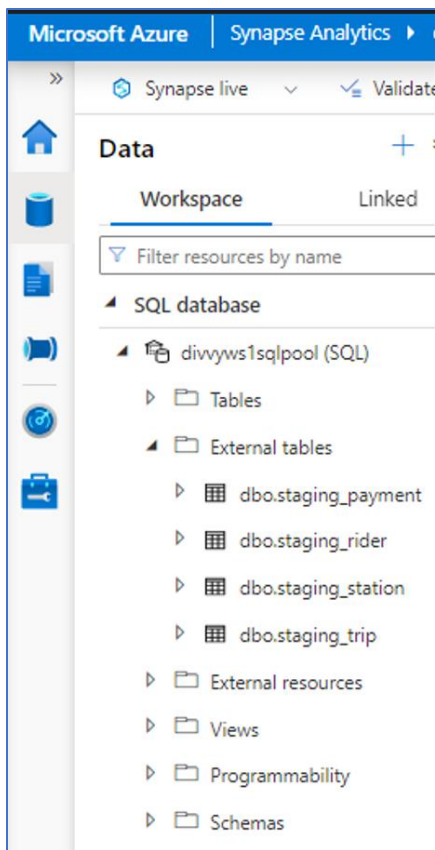 Microsoft Azure Synapse Analytics
Synapse live Validate
Data
Workspace Linked
Filter resources by name
SQL database
divvyws1sqlpool (SQL)
Tables
External tables
dbo.staging_payment
dbo.staging_rider
dbo.staging_station
dbo.staging_trip
External resources
Views
Programmability
Schemas